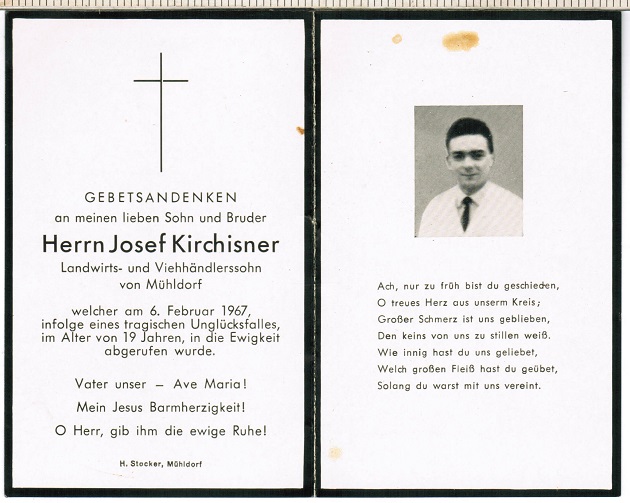 GEBETSANDENKEN
an meinen lieben Sohn und Bruder
Herrn Josef Kirchisner
Landwirts- und Viehhändlerssohn
von Mühldorf
welcher am 6. Februar 1967,
infolge eines tragischen Unglücksfalles,
im Alter von 19 Jahren, in die Ewigkeit
abgerufen wurde.
Vater unser – Ave Maria!
Mein Jesus Barmherzigkeit!
O Herr, gib ihm die ewige Ruhe!
H. Stocker, Mühldorf
Ach, nur zu früh bist du geschieden,
O treues Herz aus unserm Kreis;
Großer Schmerz ist uns geblieben,
Den keins von uns zu stillen weiß.
Wie innig hast du uns geliebet,
Welch großen Fleiß hast du geübet,
Solang du warst mit uns vereint.